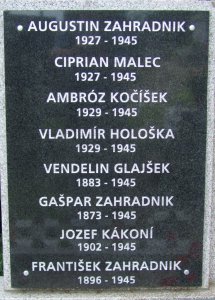 AUGUSTIN ZAHRADNIK
1927 - 1945
CIPRIAN MALEC
1927 - 1945
AMBRÓZ KOČÍŠEK
1929 - 1945
VLADIMÍR HOLOŠKA
1929 - 1945
VENDELIN GLAJŠEK
1883 - 1945
GAŠPAR ZAHRADNIK
1873 - 1945
JOZEF KÁKONÍ
1902 - 1945
FRANTIŠEK ZAHRADNIK
1896 - 1945